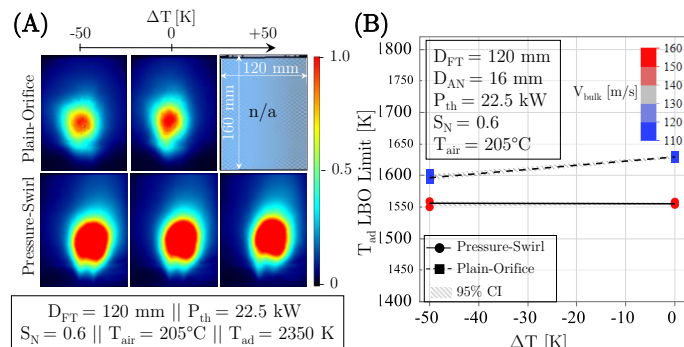 (A)
ΔT [K]
-50 0 +50
Plain-Orifice
120 mm
160 mm
n/a
Pressure-Swirl
1.0
0.5
0
D_FT = 120 mm || P_th = 22.5 kW
S_N = 0.6 || T_air = 205°C || T_ad = 2350 K
(B)
T_ad LBO Limit [K]
1800
1750
1700
1650
1600
1550
1500
1450
1400
D_FT = 120 mm
D_AN = 16 mm
P_th = 22.5 kW
S_N = 0.6
T_air = 205°C
V_bulk [m/s]
160
150
140
130
120
110
Pressure-Swirl
Plain-Orifice
95% CI
-50 -40 -30 -20 -10 0
ΔT [K]